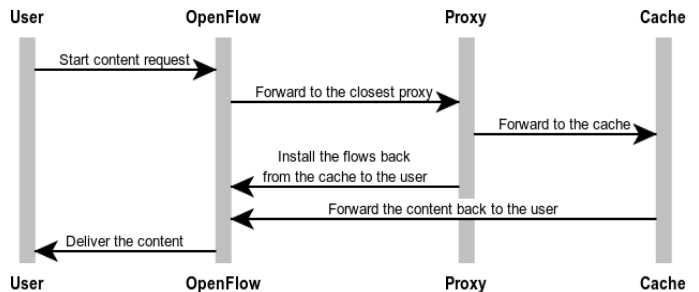 User OpenFlow Proxy Cache
Start content request
Forward to the closest proxy
Forward to the cache
Install the flows back
from the cache to the user
Forward the content back to the user
Deliver the content
User OpenFlow Proxy Cache